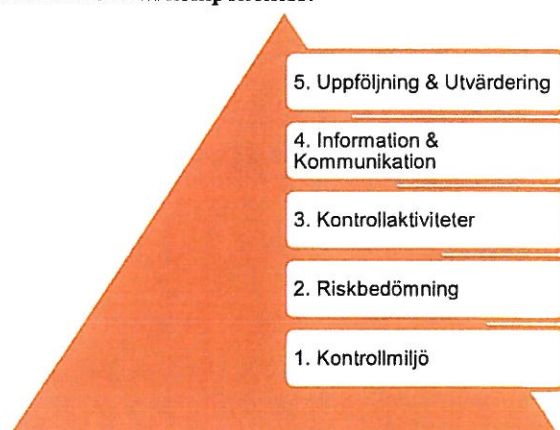 5. Uppföljning & Utvärdering
4. Information &
Kommunikation
3. Kontrollaktiviteter
2. Riskbedömning
1. Kontrollmiljö